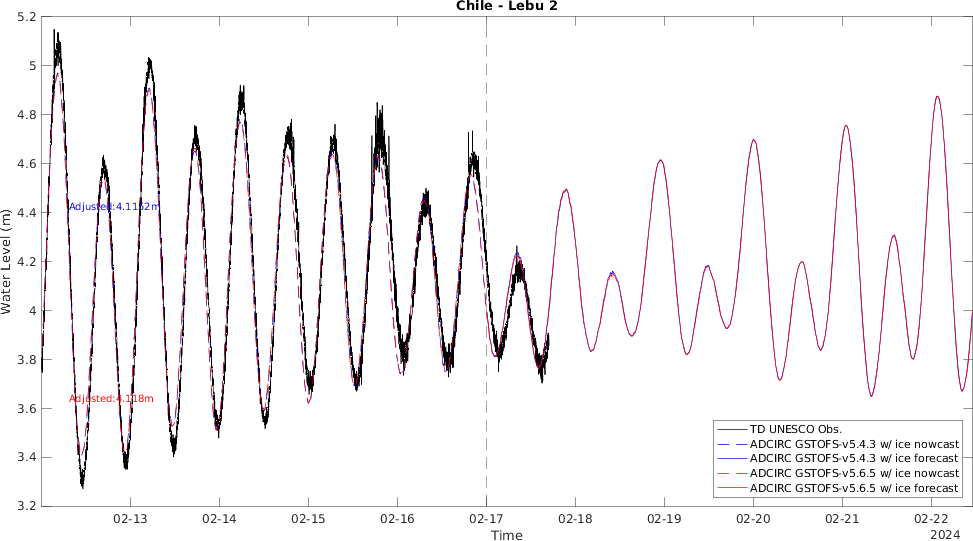 Chile - Lebu 2
5.2
5
4.8
4.6
4.4
4.2
4
3.8
3.6
3.4
3.2
Water Level (m)
Adjusted:4.1152m
Adjusted:4.118m
TD UNESCO Obs.
ADCIRC GSTOFS-v5.4.3 w/ ice nowcast
ADCIRC GSTOFS-v5.4.3 w/ ice forecast
ADCIRC GSTOFS-v5.6.5 w/ ice nowcast
ADCIRC GSTOFS-v5.6.5 w/ ice forecast
02-13 02-14 02-15 02-16 02-17 02-18 02-19 02-20 02-21 02-22
Time
2024